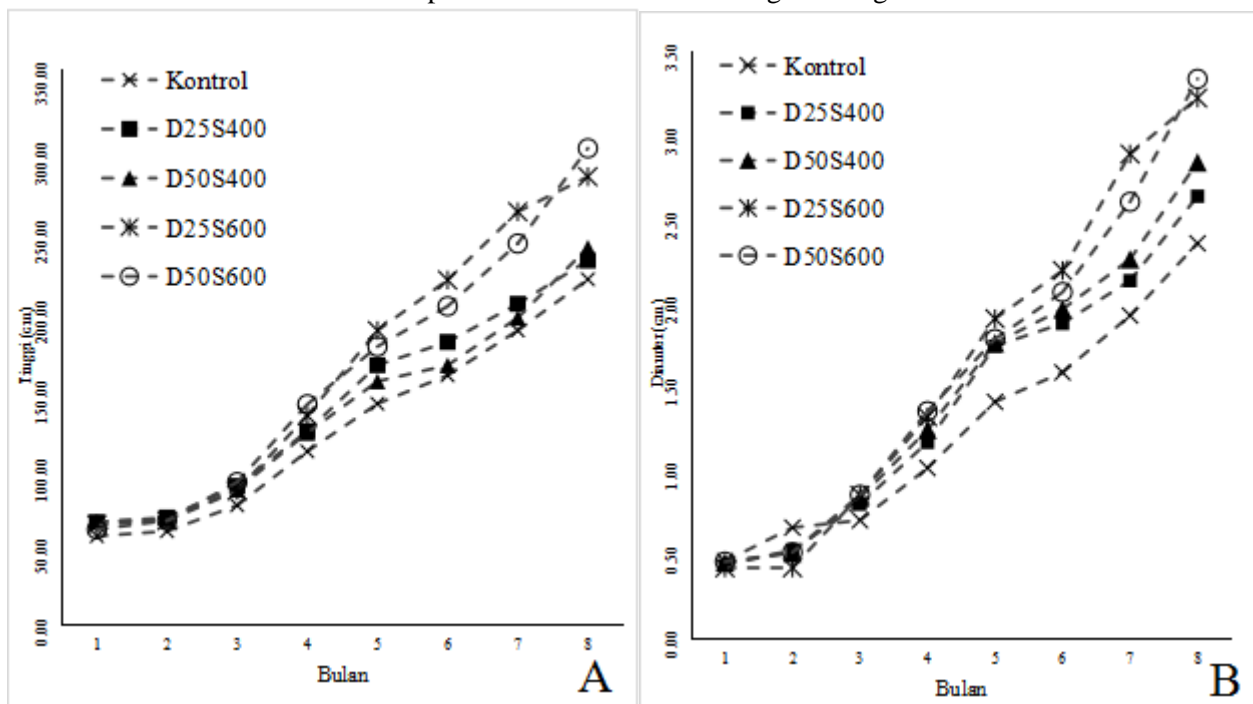 350.00
300.00
250.00
200.00
150.00
100.00
50.00
0.00
Tinggi (cm)
Kontrol
D25S400
D50S400
D25S600
D50S600
1 2 3 4 5 6 7 8
Bulan
A
3.50
3.00
2.50
2.00
1.50
1.00
0.50
0.00
Diameter (cm)
Kontrol
D25S400
D50S400
D25S600
D50S600
1 2 3 4 5 6 7 8
Bulan
B